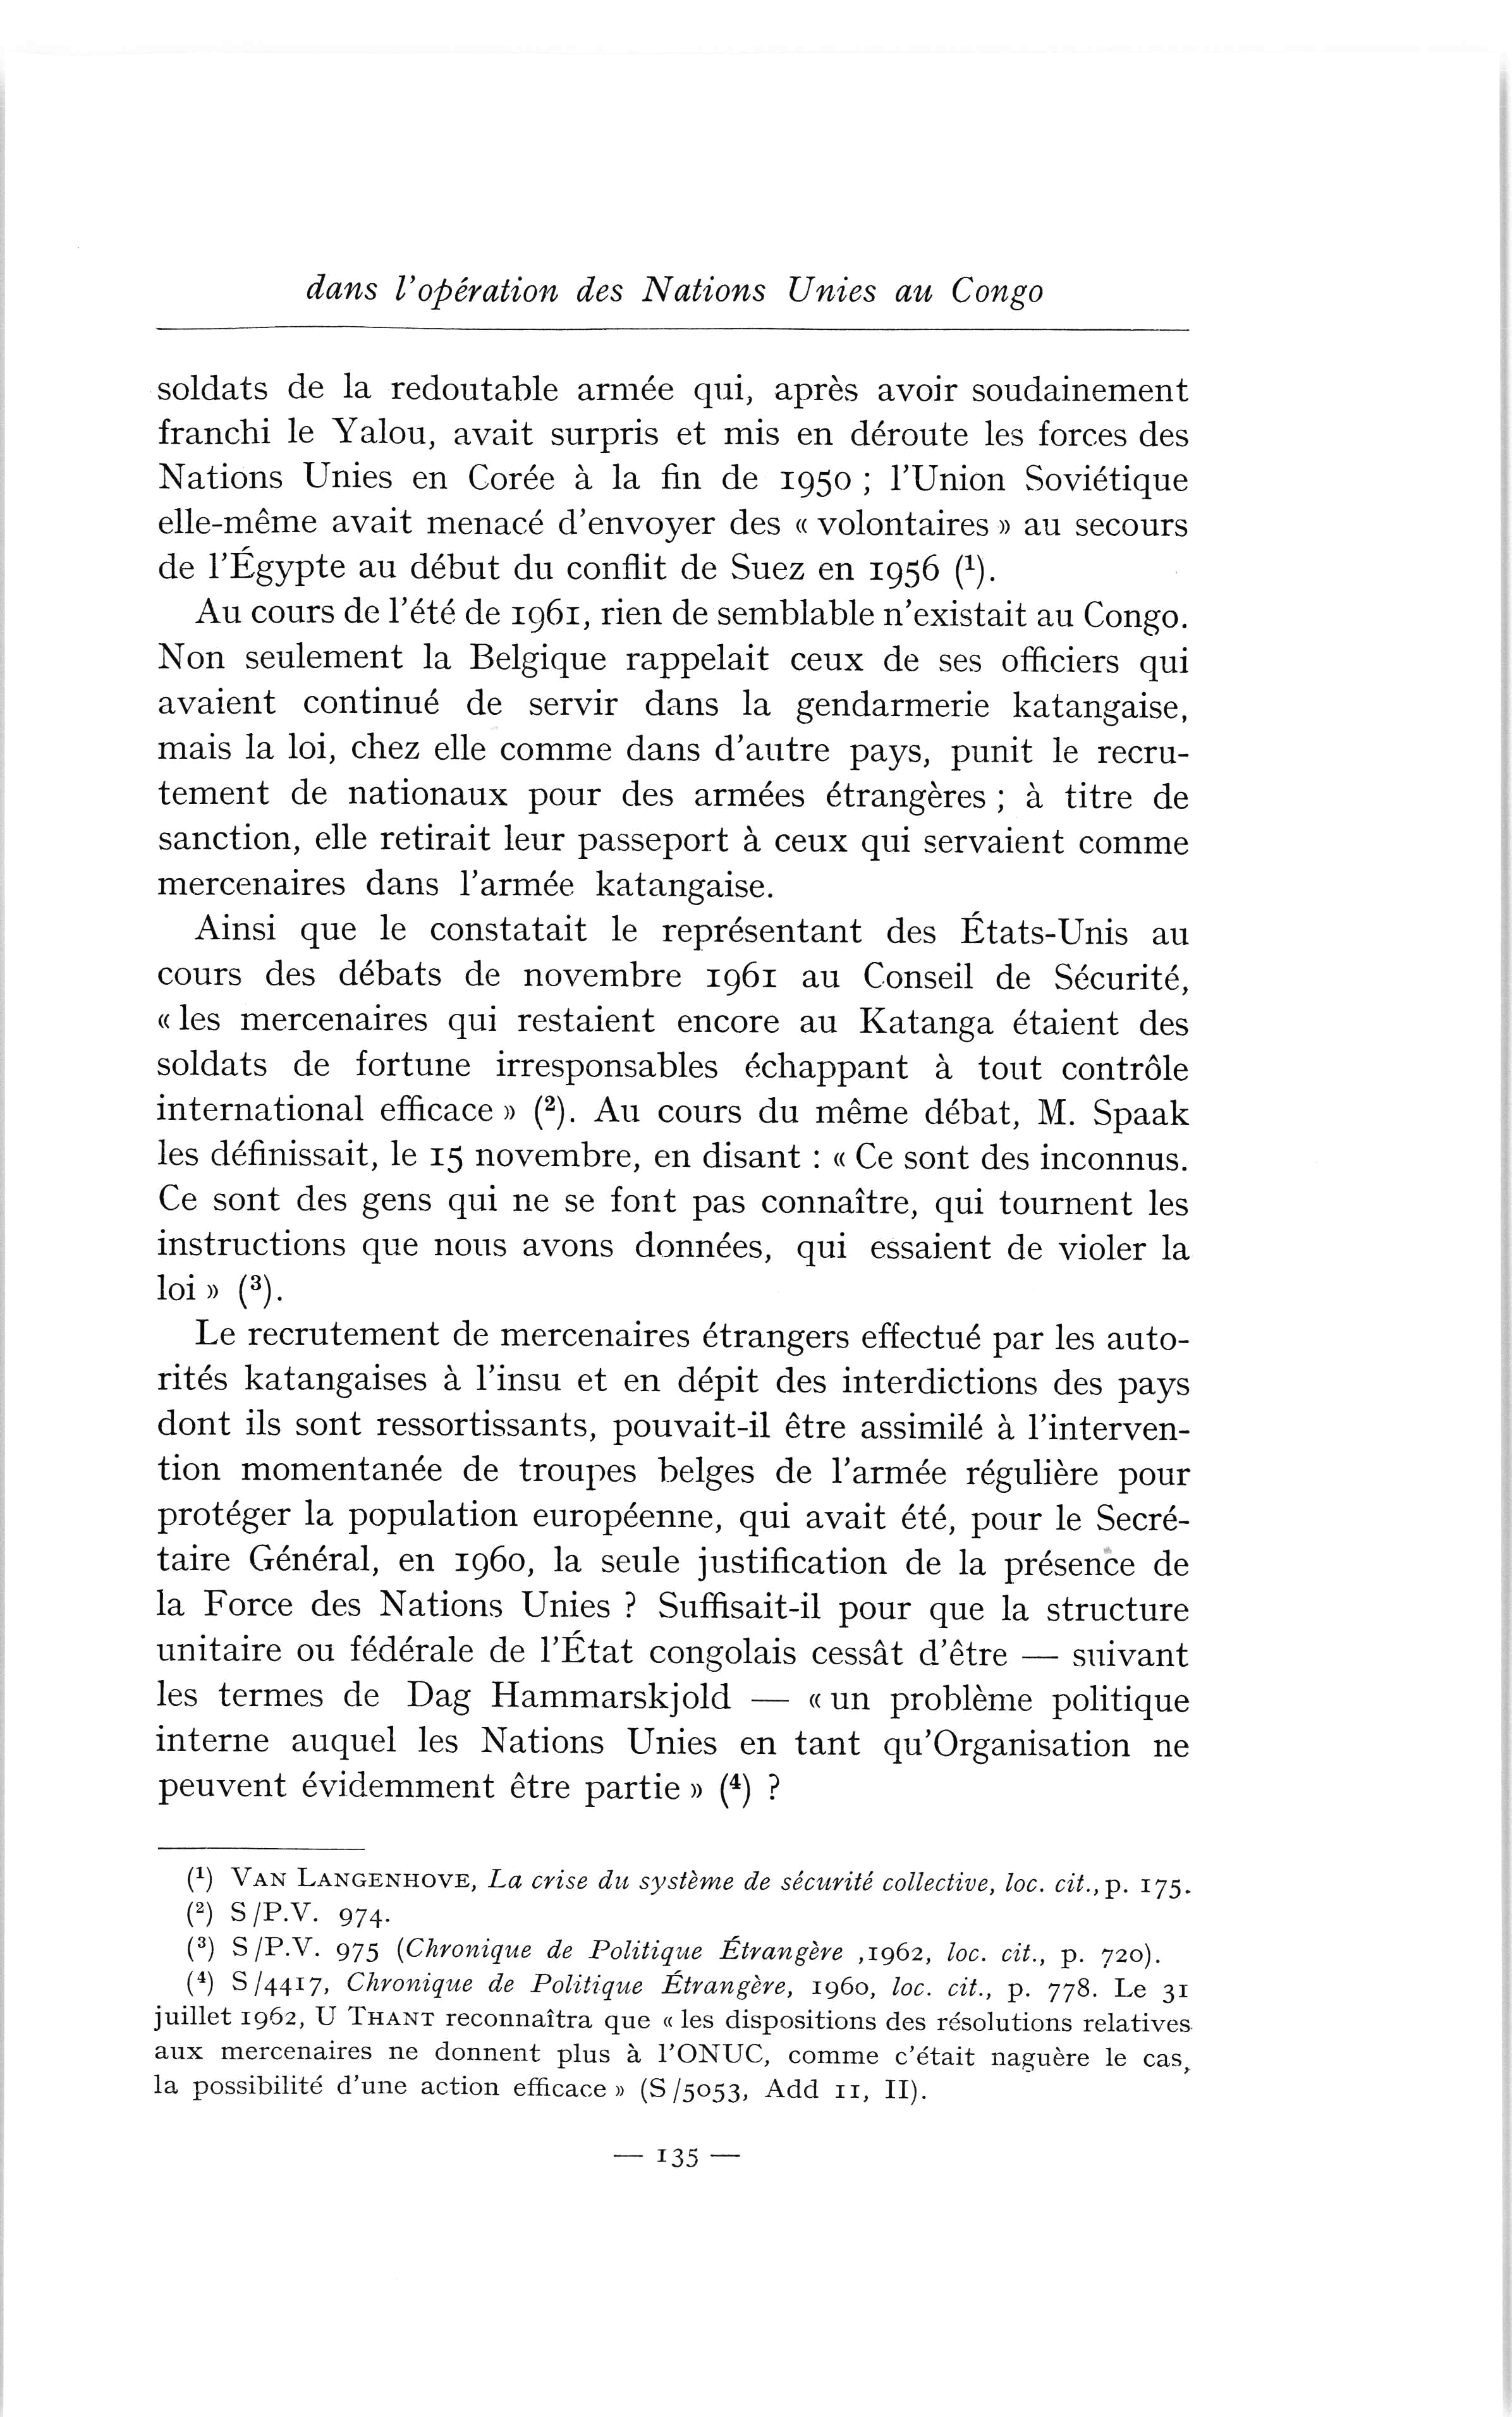 dans l'opération des Nations Unies au Congo
soldats de la redoutable armée qui, après avoir soudainement
franchi le Yalou, avait surpris et mis en déroute les forces des
Nations Unies en Corée à la fin de 1950 ; l'Union Soviétique
elle-même avait menacé d'envoyer des « volontaires » au secours
de l'Égypte au début du conflit de Suez en 1956 (¹).
Au cours de l'été de 1961, rien de semblable n'existait au Congo.
Non seulement la Belgique rappelait ceux de ses officiers qui
avaient continué de servir dans la gendarmerie katangaise,
mais la loi, chez elle comme dans d'autre pays, punit le recru-
tement de nationaux pour des armées étrangères ; à titre de
sanction, elle retirait leur passeport à ceux qui servaient comme
mercenaires dans l'armée katangaise.
Ainsi que le constatait le représentant des États-Unis au
cours des débats de novembre 1961 au Conseil de Sécurité,
« les mercenaires qui restaient encore au Katanga étaient des
soldats de fortune irresponsables échappant à tout contrôle
international efficace » (²). Au cours du même débat, M. Spaak
les définissait, le 15 novembre, en disant : « Ce sont des inconnus.
Ce sont des gens qui ne se font pas connaître, qui tournent les
instructions que nous avons données, qui essaient de violer la
loi » (³).
Le recrutement de mercenaires étrangers effectué par les auto-
rités katangaises à l'insu et en dépit des interdictions des pays
dont ils sont ressortissants, pouvait-il être assimilé à l'interven-
tion momentanée de troupes belges de l'armée régulière pour
protéger la population européenne, qui avait été, pour le Secré-
taire Général, en 1960, la seule justification de la présence de
la Force des Nations Unies ? Suffisait-il pour que la structure
unitaire ou fédérale de l'État congolais cessât d'être — suivant
les termes de Dag Hammarskjold — « un problème politique
interne auquel les Nations Unies en tant qu'Organisation ne
peuvent évidemment être partie » (⁴) ?
(¹) VAN LANGENHOVE, La crise du système de sécurité collective, loc. cit., p. 175.
(²) S/P.V. 974.
(³) S/P.V. 975 (Chronique de Politique Étrangère ,1962, loc. cit., p. 720).
(⁴) S/4417, Chronique de Politique Étrangère, 1960, loc. cit., p. 778. Le 31
juillet 1962, U THANT reconnaîtra que « les dispositions des résolutions relatives
aux mercenaires ne donnent plus à l'ONUC, comme c'était naguère le cas,
la possibilité d'une action efficace » (S/5053, Add 11, II).
— 135 —